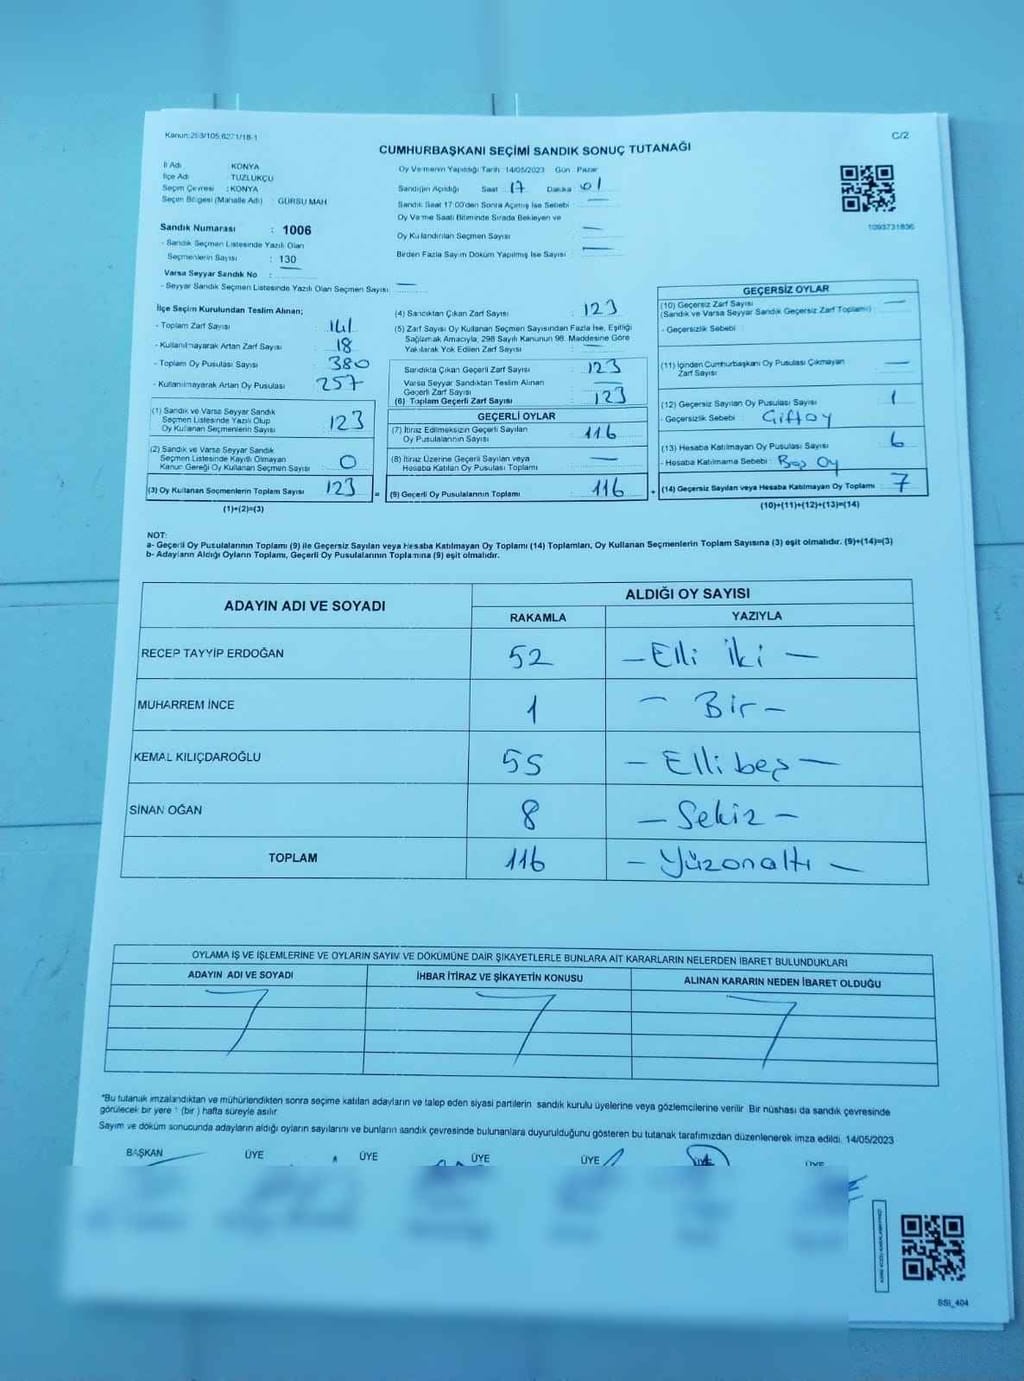 Kanun:298/105,6271/18-1
C/2
CUMHURBAŞKANI SEÇİMİ SANDIK SONUÇ TUTANAĞI
İl Adı KONYA
İlçe Adı TUZLUKÇU
Seçim Çevresi : KONYA
Seçim Bölgesi (Mahalle Adı) : GÜRSU MAH
Sandık Numarası : 1006
- Sandık Seçmen Listesinde Yazılı Olan
Seçmenlerin Sayısı : 130
Varsa Seyyar Sandık No :
- Seyyar Sandık Seçmen Listesinde Yazılı Olan Seçmen Sayısı
Oy Vermenin Yapıldığı Tarih 14/05/2023 Gün : Pazar
Sandığın Açıldığı Saat : 17 Dakika 01
Sandık Saat 17.00'den Sonra Açılmış İse Sebebi
Oy Verme Saati Bitiminde Sırada Bekleyen ve
Oy Kullandırılan Seçmen Sayısı
Birden Fazla Sayım Döküm Yapılmış İse Sayısı
1093731836
İlçe Seçim Kurulundan Teslim Alınan;
- Toplam Zarf Sayısı : 141
- Kullanılmayarak Artan Zarf Sayısı : 18
- Toplam Oy Pusulası Sayısı : 380
- Kullanılmayarak Artan Oy Pusulası : 257
(1) Sandık ve Varsa Seyyar Sandık
Seçmen Listesinde Yazılı Olup
Oy Kullanan Seçmenlerin Sayısı 123
(2) Sandık ve Varsa Seyyar Sandık
Seçmen Listesinde Kayıtlı Olmayan
Kanun Gereği Oy Kullanan Seçmen Sayısı 0
(3) Oy Kullanan Seçmenlerin Toplam Sayısı 123 =
(1)+(2)=(3)
(4) Sandıktan Çıkan Zarf Sayısı : 123
(5) Zarf Sayısı Oy Kullanan Seçmen Sayısından Fazla İse, Eşitliği
Sağlamak Amacıyla, 298 Sayılı Kanunun 98. Maddesine Göre
Yakılarak Yok Edilen Zarf Sayısı
Sandıkta Çıkan Geçerli Zarf Sayısı : 123
Varsa Seyyar Sandıktan Teslim Alınan
Geçerli Zarf Sayısı
(6) Toplam Geçerli Zarf Sayısı : 123
GEÇERLİ OYLAR
(7) İtiraz Edilmeksizin Geçerli Sayılan
Oy Pusulalarının Sayısı : 116
(8) İtiraz Üzerine Geçerli Sayılan veya
Hesaba Katılan Oy Pusulası Toplamı
(9) Geçerli Oy Pusulalarının Toplamı : 116 +
GEÇERSİZ OYLAR
(10) Geçersiz Zarf Sayısı
(Sandık ve Varsa Seyyar Sandık Geçersiz Zarf Toplamı)
- Geçersizlik Sebebi
(11) İçinden Cumhurbaşkanı Oy Pusulası Çıkmayan
Zarf Sayısı
(12) Geçersiz Sayılan Oy Pusulası Sayısı : 1
- Geçersizlik Sebebi : Çift oy
(13) Hesaba Katılmayan Oy Pusulası Sayısı : 6
- Hesaba Katılmama Sebebi : Boş Oy
(14) Geçersiz Sayılan veya Hesaba Katılmayan Oy Toplamı : 7
(10)+(11)+(12)+(13)=(14)
NOT:
a- Geçerli Oy Pusulalarının Toplamı (9) ile Geçersiz Sayılan veya Hesaba Katılmayan Oy Toplamı (14) Toplamları, Oy Kullanan Seçmenlerin Toplam Sayısına (3) eşit olmalıdır. (9)+(14)=(3)
b- Adayların Aldığı Oyların Toplamı, Geçerli Oy Pusulalarının Toplamına (9) eşit olmalıdır.
ADAYIN ADI VE SOYADI
ALDIĞI OY SAYISI
RAKAMLA YAZIYLA
RECEP TAYYİP ERDOĞAN 52 - Elli iki -
MUHARREM İNCE 1 - Bir -
KEMAL KILIÇDAROĞLU 55 - Elli beş -
SİNAN OĞAN 8 - Sekiz -
TOPLAM 116 - Yüzonaltı -
OYLAMA İŞ VE İŞLEMLERİNE VE OYLARIN SAYIM VE DÖKÜMÜNE DAİR ŞİKAYETLERLE BUNLARA AİT KARARLARIN NELERDEN İBARET BULUNDUKLARI
ADAYIN ADI VE SOYADI İHBAR İTİRAZ VE ŞİKAYETİN KONUSU ALINAN KARARIN NEDEN İBARET OLDUĞU
*Bu tutanak imzalandıktan ve mühürlendikten sonra seçime katılan adayların ve talep eden siyasi partilerin sandık kurulu üyelerine veya gözlemcilerine verilir. Bir nüshası da sandık çevresinde
görülecek bir yere 1 (bir) hafta süreyle asılır.
Sayım ve döküm sonucunda adayların aldığı oyların sayılarını ve bunların sandık çevresinde bulunanlara duyurulduğunu gösteren bu tutanak tarafımızdan düzenlenerek imza edildi. 14/05/2023
BAŞKAN ÜYE ÜYE ÜYE ÜYE ÜYE ÜYE
BSI_404